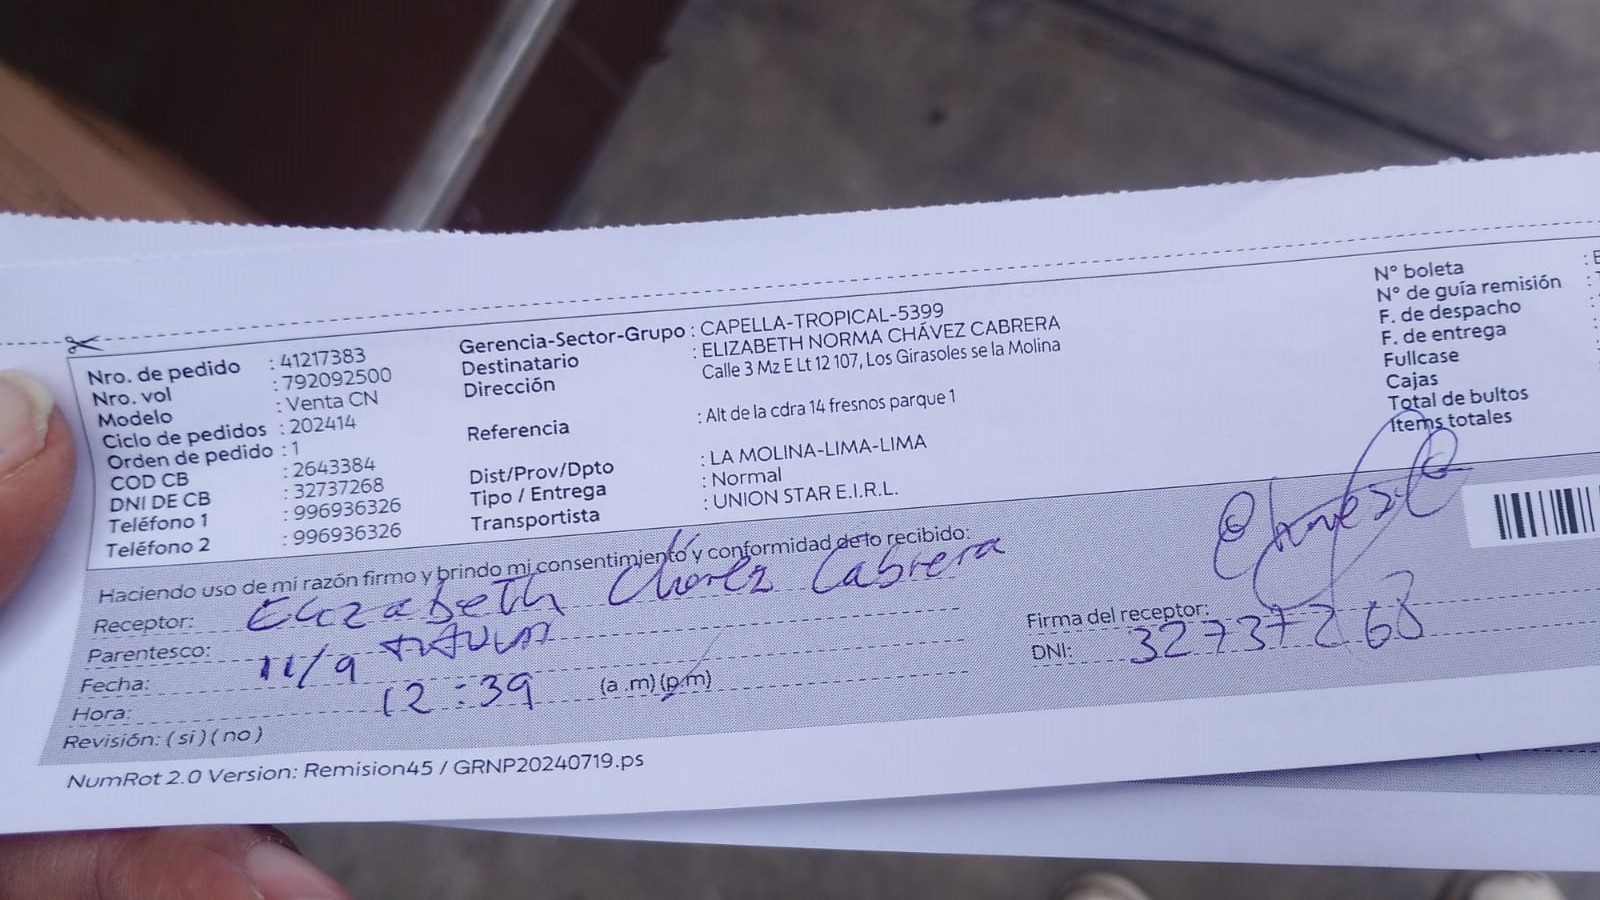 Nro. de pedido : 41217383
Nro. vol : 792092500
Modelo : Venta CN
Ciclo de pedidos : 202414
Orden de pedido : 1
COD CB : 2643384
DNI DE CB : 32737268
Teléfono 1 : 996936326
Teléfono 2 : 996936326
Gerencia-Sector-Grupo : CAPELLA-TROPICAL-5399
Destinatario : ELIZABETH NORMA CHÁVEZ CABRERA
Dirección Calle 3 Mz E Lt 12 107, Los Girasoles se la Molina
Referencia : Alt de la cdra 14 fresnos parque 1
Dist/Prov/Dpto : LA MOLINA-LIMA-LIMA
Tipo / Entrega : Normal
Transportista : UNION STAR E.I.R.L.
N° boleta :
N° de guía remisión :
F. de despacho
F. de entrega
Fullcase
Cajas
Total de bultos
Items totales
Haciendo uso de mi razón firmo y brindo mi consentimiento y conformidad de lo recibido:
Receptor: Elizabeth Chávez Cabrera
Parentesco:
Fecha: 11/9
Hora: 12:39 (a .m) (p.m)
Revisión: ( si ) ( no )
Firma del receptor:
DNI: 32737268
NumRot 2.0 Version: Remision45 / GRNP20240719.ps